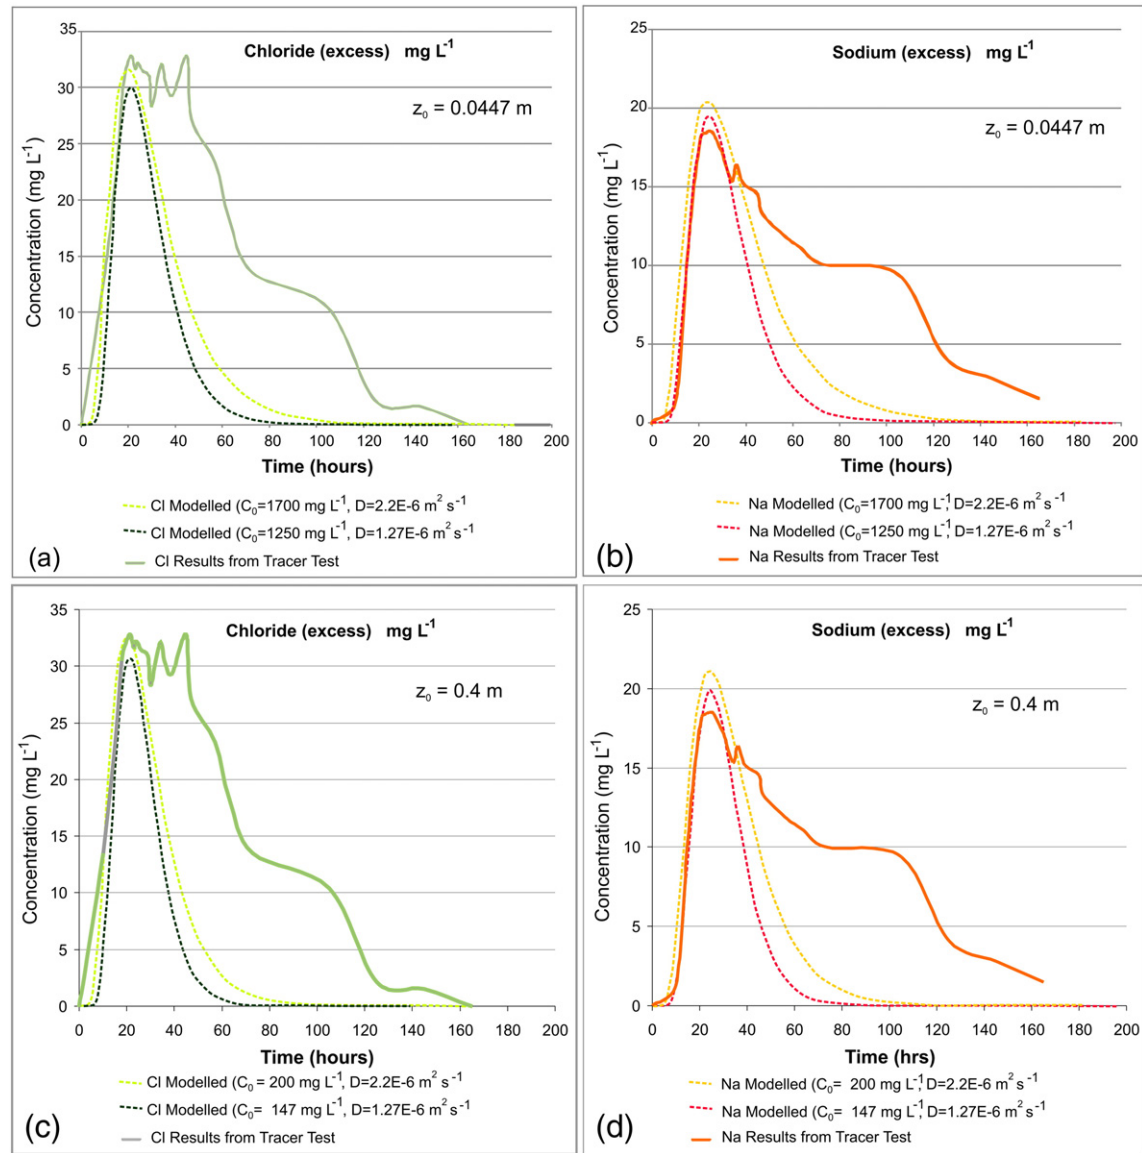 (a)
Chloride (excess) mg L⁻¹
z₀ = 0.0447 m
Concentration (mg L⁻¹)
35
30
25
20
15
10
5
0
0 20 40 60 80 100 120 140 160 180 200
Time (hours)
Cl Modelled (C₀=1700 mg L⁻¹, D=2.2E-6 m² s⁻¹
Cl Modelled (C₀=1250 mg L⁻¹, D=1.27E-6 m² s⁻¹
Cl Results from Tracer Test
(b)
Sodium (excess) mg L⁻¹
z₀ = 0.0447 m
Concentration (mg L⁻¹)
25
20
15
10
5
0
0 20 40 60 80 100 120 140 160 180 200
Time (hours)
Na Modelled (C₀=1700 mg L⁻¹, D=2.2E-6 m² s⁻¹
Na Modelled (C₀=1250 mg L⁻¹, D=1.27E-6 m² s⁻¹
Na Results from Tracer Test
(c)
Chloride (excess) mg L⁻¹
z₀ = 0.4 m
Concentration (mg L⁻¹)
35
30
25
20
15
10
5
0
0 20 40 60 80 100 120 140 160 180 200
Time (hours)
Cl Modelled (C₀ = 200 mg L⁻¹, D=2.2E-6 m² s⁻¹
Cl Modelled (C₀= 147 mg L⁻¹, D=1.27E-6 m² s⁻¹
Cl Results from Tracer Test
(d)
Sodium (excess) mg L⁻¹
z₀ = 0.4 m
Concentration (mg L⁻¹)
25
20
15
10
5
0
0 20 40 60 80 100 120 140 160 180 200
Time (hrs)
Na Modelled (C₀= 200 mg L⁻¹, D=2.2E-6 m² s⁻¹
Na Modelled (C₀= 147 mg L⁻¹, D=1.27E-6 m² s⁻¹
Na Results from Tracer Test